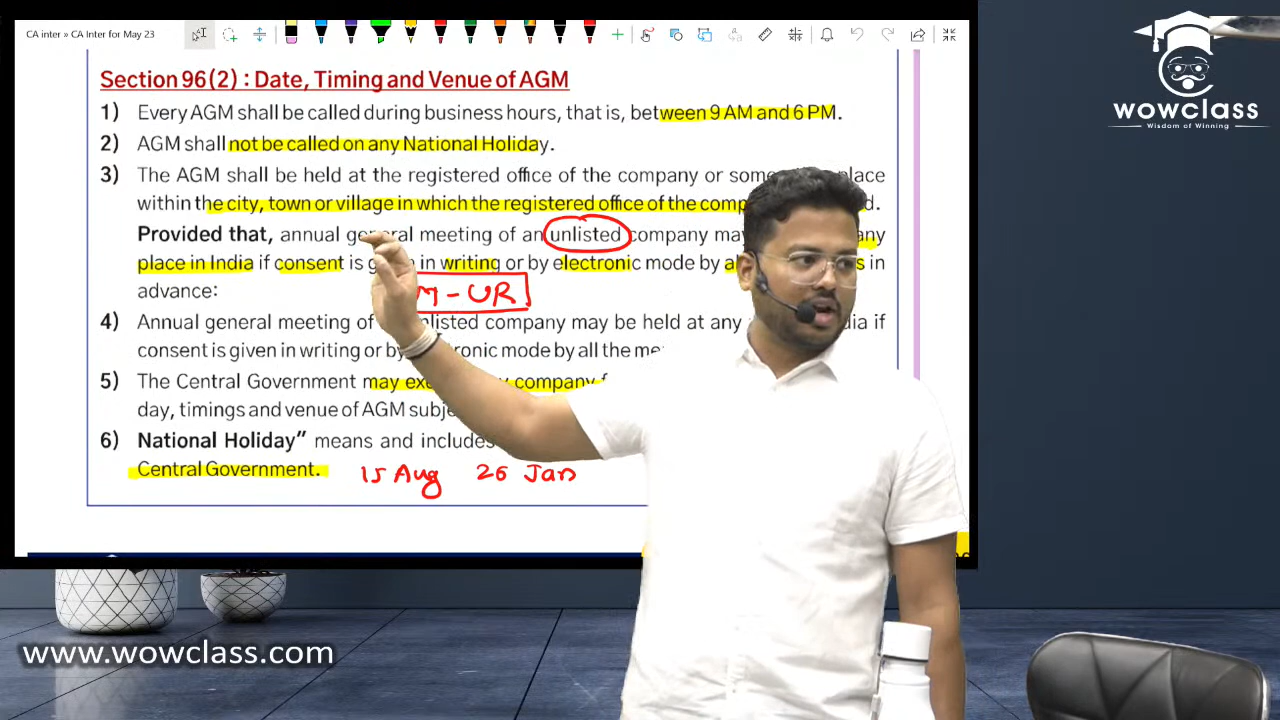 CA inter » CA Inter for May 23
Section 96(2) : Date, Timing and Venue of AGM
1) Every AGM shall be called during business hours, that is, between 9 AM and 6 PM.
2) AGM shall not be called on any National Holiday.
3) The AGM shall be held at the registered office of the company or some place
within the city, town or village in which the registered office of the
Provided that, annual general meeting of an unlisted company any
place in India if consent is in writing or by electronic mode by in
advance:
M - UR
4) Annual general meeting of company may be held at any if
consent is given in writing or by mode by all the
5) The Central Government may
day, timings and venue of AGM
6) National Holiday” means and includes
Central Government.
15 Aug 26 Jan
wowclass
Wisdom of Winning
www.wowclass.com